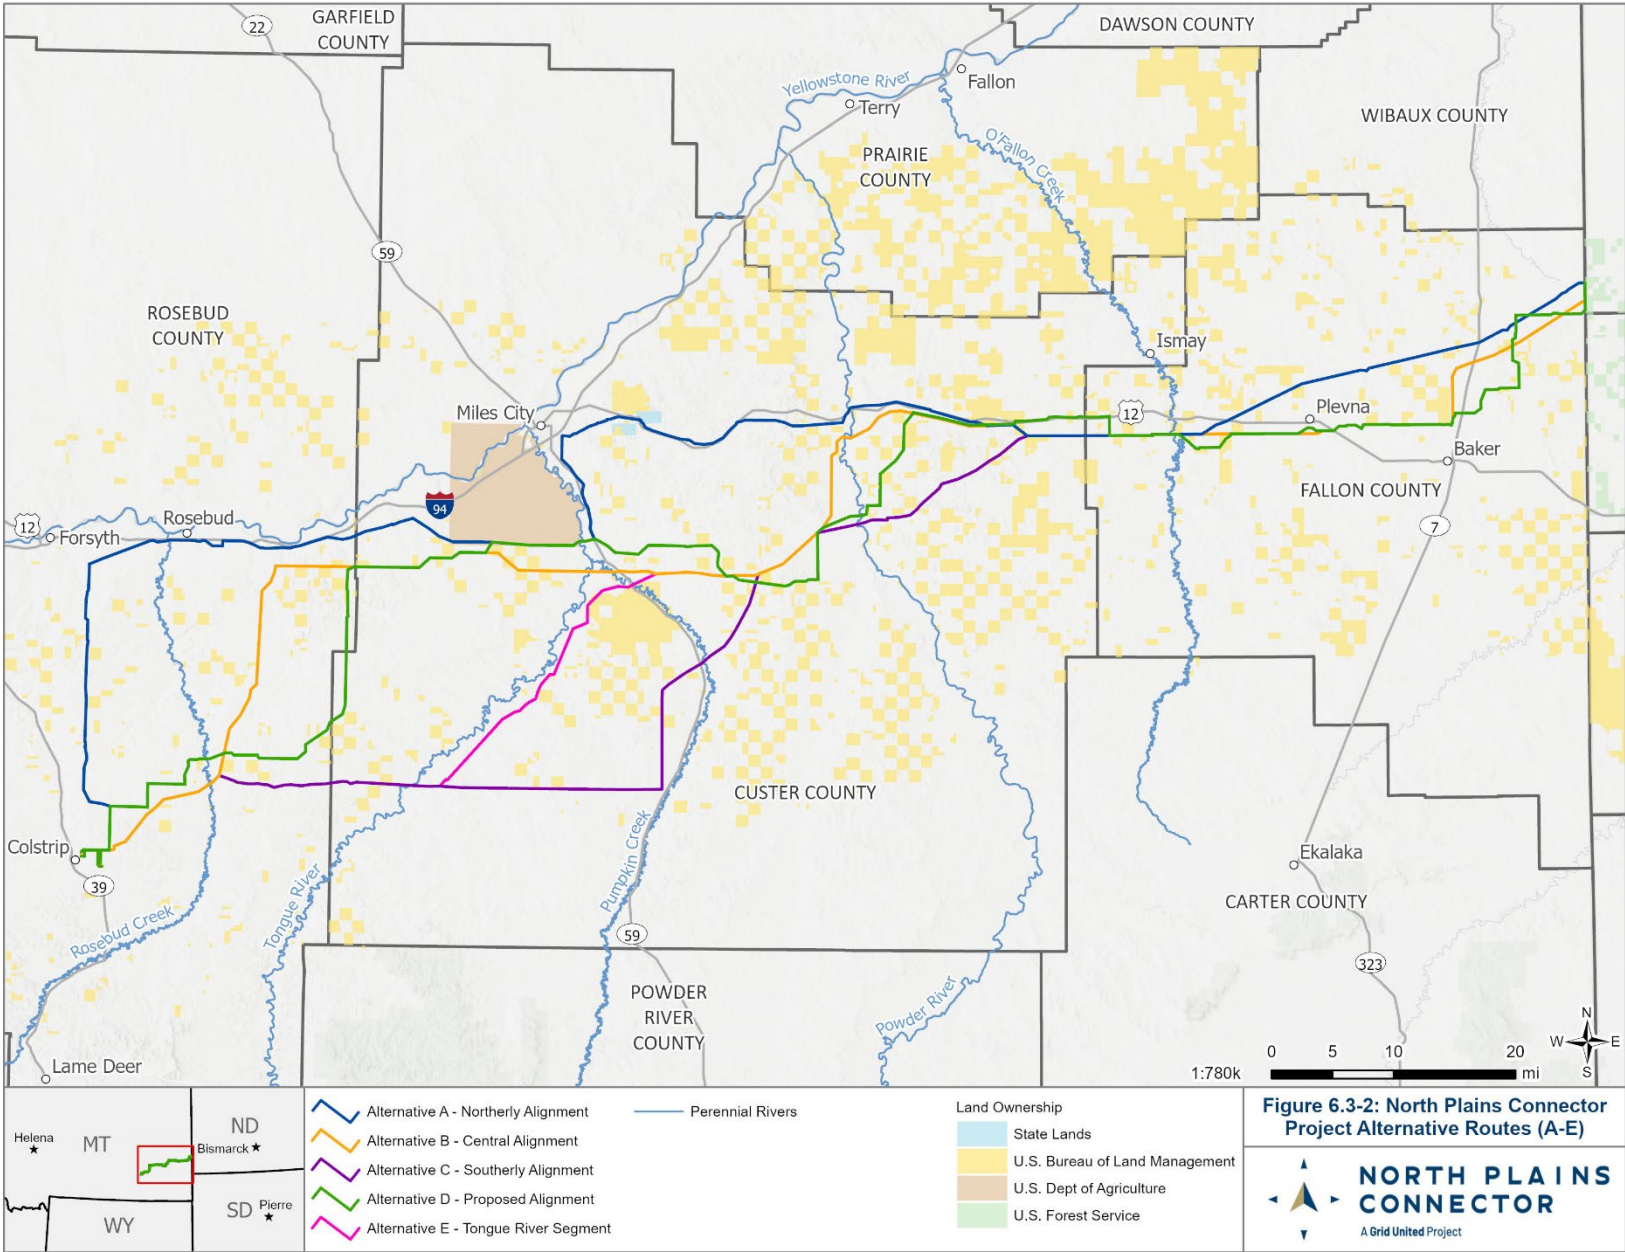 GARFIELD
COUNTY
22
DAWSON COUNTY
Yellowstone River
Fallon
Terry
WIBAUX COUNTY
O'Fallon Creek
PRAIRIE
COUNTY
59
ROSEBUD
COUNTY
Ismay
Miles City
12
Plevna
Baker
FALLON COUNTY
94
Rosebud
12
Forsyth
7
CUSTER COUNTY
Colstrip
39
Ekalaka
Pumpkin Creek
Tongue River
CARTER COUNTY
Rosebud Creek
59
323
POWDER
RIVER
COUNTY
Powder River
N
W
E
S
0 5 10 20
1:780k
mi
Lame Deer
Helena
MT
ND
Bismarck
SD
Pierre
WY
Alternative A - Northerly Alignment
Alternative B - Central Alignment
Alternative C - Southerly Alignment
Alternative D - Proposed Alignment
Alternative E - Tongue River Segment
Perennial Rivers
Land Ownership
State Lands
U.S. Bureau of Land Management
U.S. Dept of Agriculture
U.S. Forest Service
Figure 6.3-2: North Plains Connector
Project Alternative Routes (A-E)
NORTH PLAINS
CONNECTOR
A Grid United Project